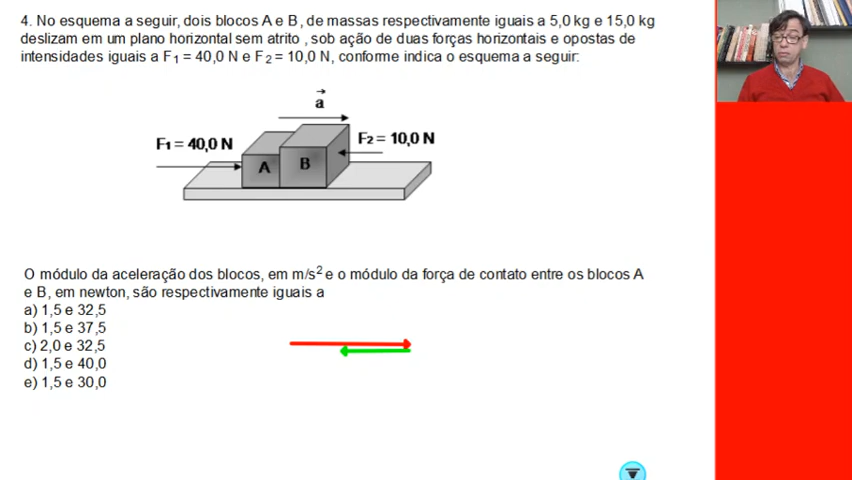 4. No esquema a seguir, dois blocos A e B, de massas respectivamente iguais a 5,0 kg e 15,0 kg
deslizam em um plano horizontal sem atrito , sob ação de duas forças horizontais e opostas de
intensidades iguais a F1 = 40,0 N e F2 = 10,0 N, conforme indica o esquema a seguir:
a
F1 = 40,0 N
F2 = 10,0 N
A
B
O módulo da aceleração dos blocos, em m/s² e o módulo da força de contato entre os blocos A
e B, em newton, são respectivamente iguais a
a) 1,5 e 32,5
b) 1,5 e 37,5
c) 2,0 e 32,5
d) 1,5 e 40,0
e) 1,5 e 30,0